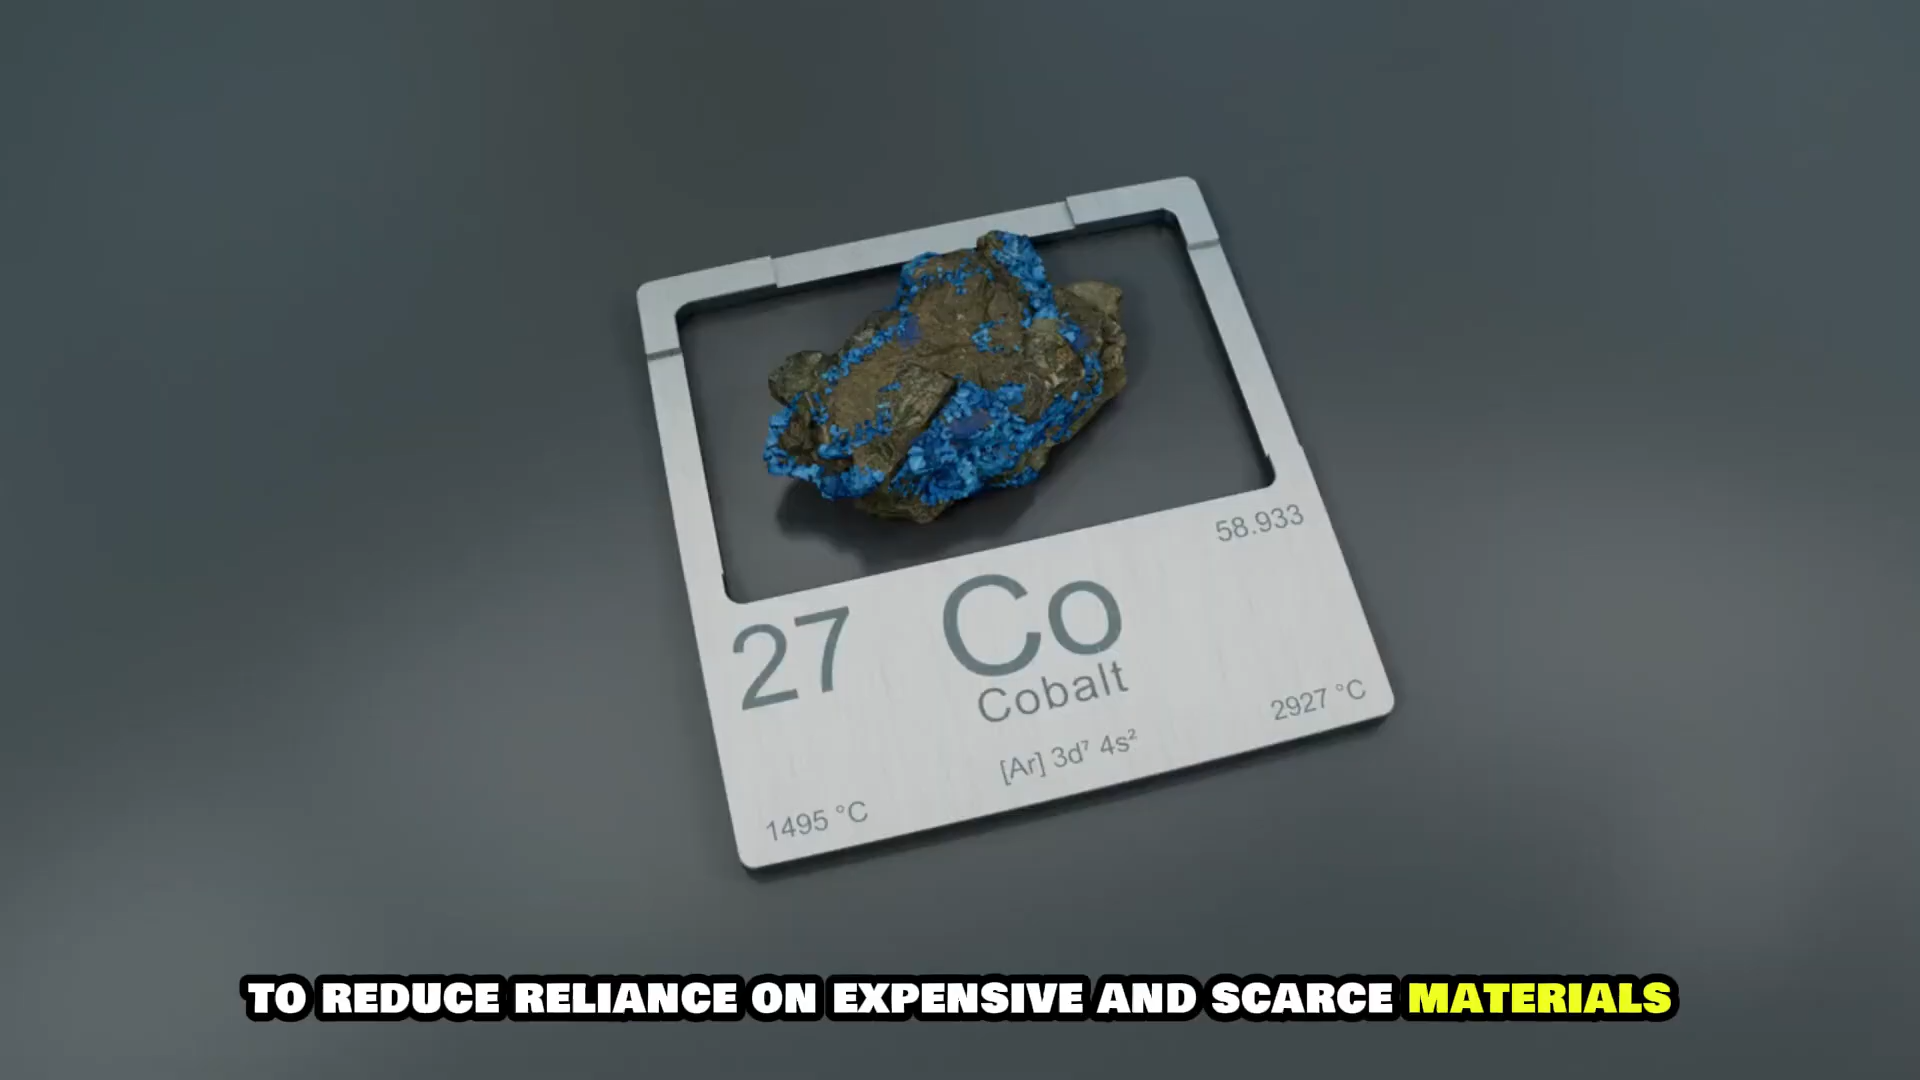 58.933
27 Co
Cobalt
2927 °C
[Ar] 3d⁷ 4s²
1495 °C
TO REDUCE RELIANCE ON EXPENSIVE AND SCARCE MATERIALS